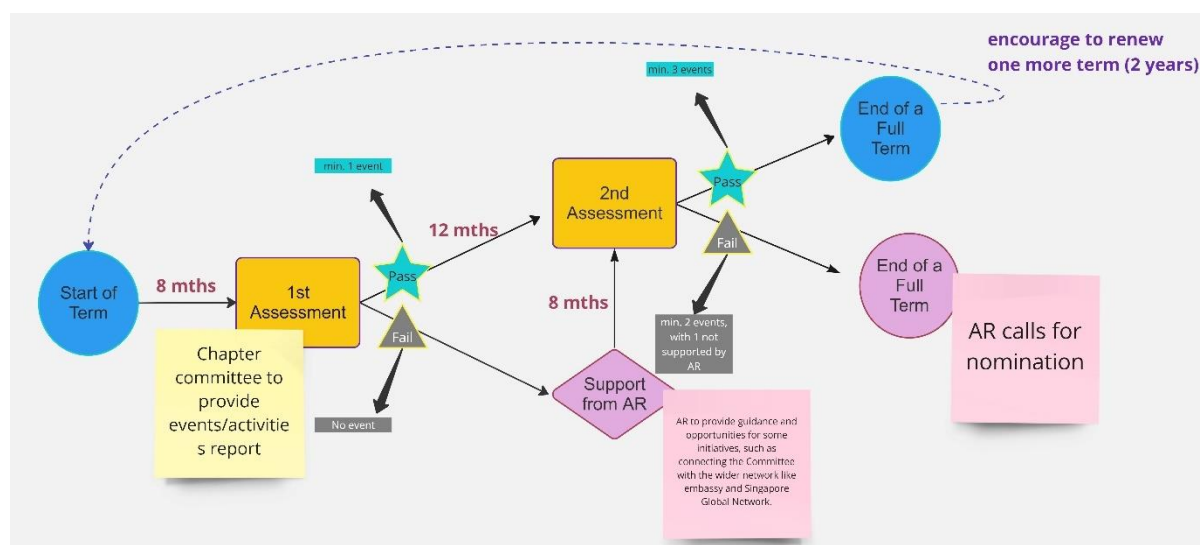 encourage to renew
one more term (2 years)
min. 3 events
End of a
Full
Term
min. 1 event
Pass
2nd
Assessment
12 mths
Fail
Start of
Term
8 mths
1st
Assessment
Pass
Fail
8 mths
End of a
Full
Term
min. 2 events,
with 1 not
supported by
AR
AR calls for
nomination
Chapter
committee to
provide
events/activitie
s report
No event
Support
from AR
AR to provide guidance and
opportunities for some
initiatives, such as
connecting the Committee
with the wider network like
embassy and Singapore
Global Network.